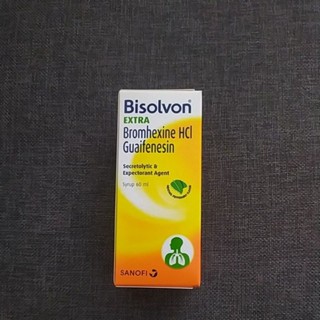 Bisolvon®
EXTRA
Bromhexine HCl
Guaifenesin
Secretolytic &
Expectorant Agent
Syrup 60 ml
SANOFI